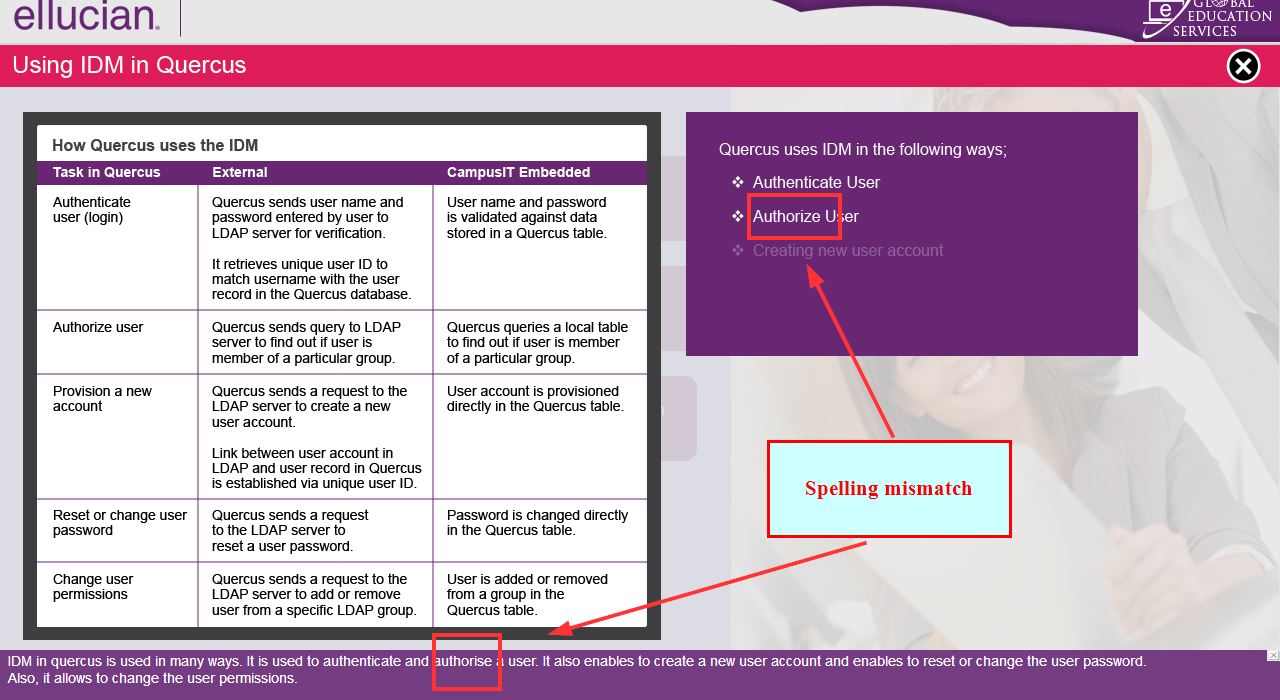 ellucian.
GLOBAL
EDUCATION
SERVICES
e
Using IDM in Quercus
How Quercus uses the IDM
Task in Quercus External CampusIT Embedded
Authenticate
user (login)
Quercus sends user name and
password entered by user to
LDAP server for verification.
It retrieves unique user ID to
match username with the user
record in the Quercus database.
User name and password
is validated against data
stored in a Quercus table.
Authorize user
Quercus sends query to LDAP
server to find out if user is
member of a particular group.
Quercus queries a local table
to find out if user is member
of a particular group.
Provision a new
account
Quercus sends a request to the
LDAP server to create a new
user account.
Link between user account in
LDAP and user record in Quercus
is established via unique user ID.
User account is provisioned
directly in the Quercus table.
Reset or change user
password
Quercus sends a request
to the LDAP server to
reset a user password.
Password is changed directly
in the Quercus table.
Change user
permissions
Quercus sends a request to the
LDAP server to add or remove
user from a specific LDAP group.
User is added or removed
from a group in the
Quercus table.
Quercus uses IDM in the following ways;
❖ Authenticate User
❖ Authorize User
❖ Creating new user account
Spelling mismatch
IDM in quercus is used in many ways. It is used to authenticate and authorise a user. It also enables to create a new user account and enables to reset or change the user password.
Also, it allows to change the user permissions.